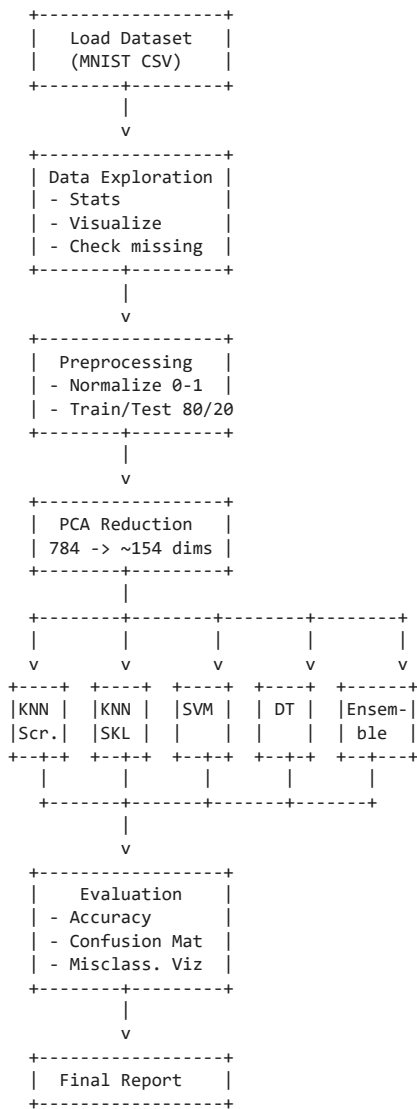 Load Dataset
(MNIST CSV)
v
Data Exploration
- Stats
- Visualize
- Check missing
v
Preprocessing
- Normalize 0-1
- Train/Test 80/20
v
PCA Reduction
784 -> ~154 dims
v v v v v
KNN KNN SVM DT Ensem-
Scr. SKL ble
v
Evaluation
- Accuracy
- Confusion Mat
- Misclass. Viz
v
Final Report